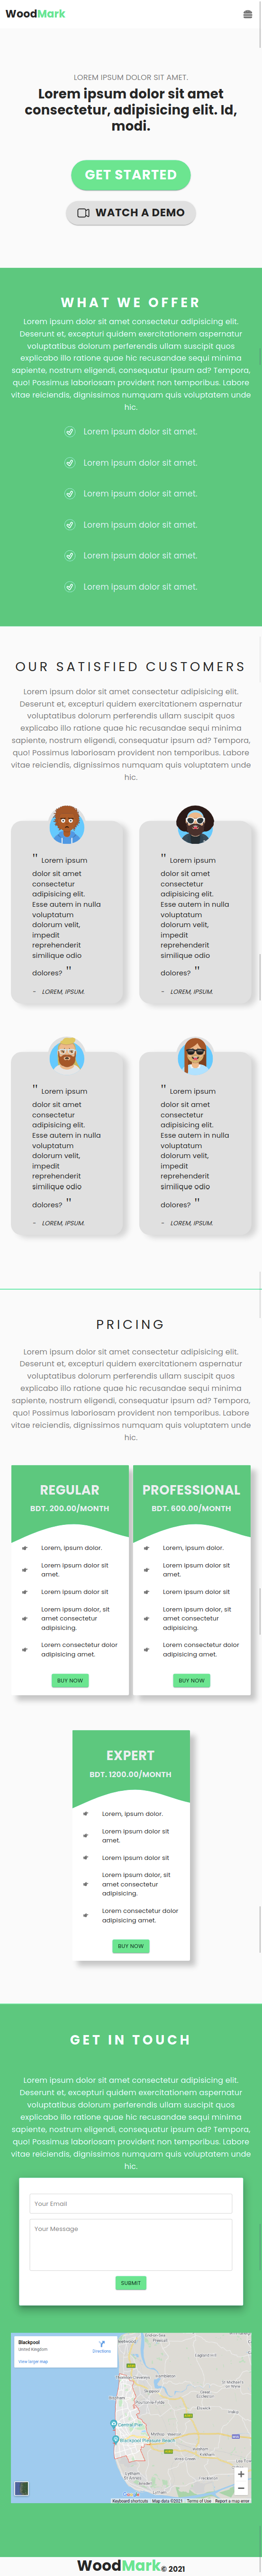 WoodMark
LOREM IPSUM DOLOR SIT AMET.
Lorem ipsum dolor sit amet
consectetur, adipisicing elit. Id,
modi.
GET STARTED
WATCH A DEMO
WHAT WE OFFER
Lorem ipsum dolor sit amet consectetur adipisicing elit.
Deserunt et, excepturi quidem exercitationem aspernatur
voluptatibus dolorum perferendis ullam suscipit quos
explicabo illo ratione quae hic recusandae sequi minima
sapiente, nostrum eligendi, consequatur ipsum ad? Tempora,
quo! Possimus laboriosam provident non temporibus. Labore
vitae reiciendis, dignissimos numquam quis voluptatum unde
hic.
Lorem ipsum dolor sit amet.
Lorem ipsum dolor sit amet.
Lorem ipsum dolor sit amet.
Lorem ipsum dolor sit amet.
Lorem ipsum dolor sit amet.
Lorem ipsum dolor sit amet.
OUR SATISFIED CUSTOMERS
Lorem ipsum dolor sit amet consectetur adipisicing elit.
Deserunt et, excepturi quidem exercitationem aspernatur
voluptatibus dolorum perferendis ullam suscipit quos
explicabo illo ratione quae hic recusandae sequi minima
sapiente, nostrum eligendi, consequatur ipsum ad? Tempora,
quo! Possimus laboriosam provident non temporibus. Labore
vitae reiciendis, dignissimos numquam quis voluptatum unde
hic.
" Lorem ipsum
dolor sit amet
consectetur
adipisicing elit.
Esse autem in nulla
voluptatum
dolorum velit,
impedit
reprehenderit
similique odio
dolores? "
- LOREM, IPSUM.
" Lorem ipsum
dolor sit amet
consectetur
adipisicing elit.
Esse autem in nulla
voluptatum
dolorum velit,
impedit
reprehenderit
similique odio
dolores? "
- LOREM, IPSUM.
" Lorem ipsum
dolor sit amet
consectetur
adipisicing elit.
Esse autem in nulla
voluptatum
dolorum velit,
impedit
reprehenderit
similique odio
dolores? "
- LOREM, IPSUM.
" Lorem ipsum
dolor sit amet
consectetur
adipisicing elit.
Esse autem in nulla
voluptatum
dolorum velit,
impedit
reprehenderit
similique odio
dolores? "
- LOREM, IPSUM.
PRICING
Lorem ipsum dolor sit amet consectetur adipisicing elit.
Deserunt et, excepturi quidem exercitationem aspernatur
voluptatibus dolorum perferendis ullam suscipit quos
explicabo illo ratione quae hic recusandae sequi minima
sapiente, nostrum eligendi, consequatur ipsum ad? Tempora,
quo! Possimus laboriosam provident non temporibus. Labore
vitae reiciendis, dignissimos numquam quis voluptatum unde
hic.
REGULAR
BDT. 200.00/MONTH
Lorem, ipsum dolor.
Lorem ipsum dolor sit
amet.
Lorem ipsum dolor sit
Lorem ipsum dolor, sit
amet consectetur
adipisicing.
Lorem consectetur dolor
adipisicing amet.
BUY NOW
PROFESSIONAL
BDT. 600.00/MONTH
Lorem, ipsum dolor.
Lorem ipsum dolor sit
amet.
Lorem ipsum dolor sit
Lorem ipsum dolor, sit
amet consectetur
adipisicing.
Lorem consectetur dolor
adipisicing amet.
BUY NOW
EXPERT
BDT. 1200.00/MONTH
Lorem, ipsum dolor.
Lorem ipsum dolor sit
amet.
Lorem ipsum dolor sit
Lorem ipsum dolor, sit
amet consectetur
adipisicing.
Lorem consectetur dolor
adipisicing amet.
BUY NOW
GET IN TOUCH
Lorem ipsum dolor sit amet consectetur adipisicing elit.
Deserunt et, excepturi quidem exercitationem aspernatur
voluptatibus dolorum perferendis ullam suscipit quos
explicabo illo ratione quae hic recusandae sequi minima
sapiente, nostrum eligendi, consequatur ipsum ad? Tempora,
quo! Possimus laboriosam provident non temporibus. Labore
vitae reiciendis, dignissimos numquam quis voluptatum unde
hic.
Your Email
Your Message
SUBMIT
Blackpool
United Kingdom
Directions
View larger map
Central Pier
Blackpool Pleasure Beach
Keyboard shortcuts Map data ©2021 Terms of Use Report a map error
WoodMark © 2021